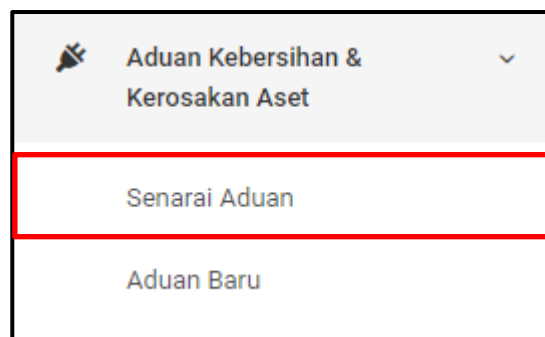 Aduan Kebersihan &
Kerosakan Aset
Senarai Aduan
Aduan Baru